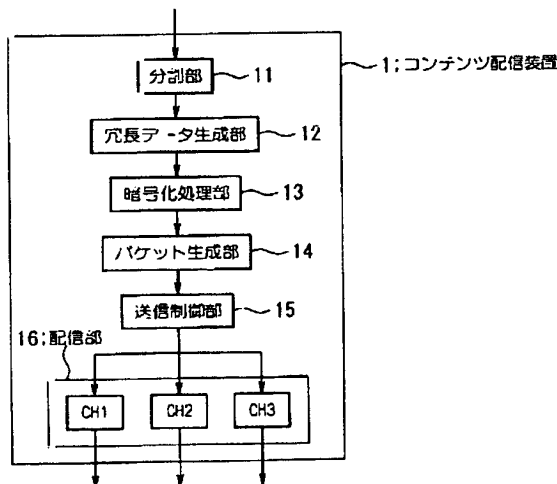 分割部
11
1;コンテンツ配信装置
冗長データ生成部
12
暗号化処理部
13
パケット生成部
14
送信制御部
15
16;配信部
CH1
CH2
CH3